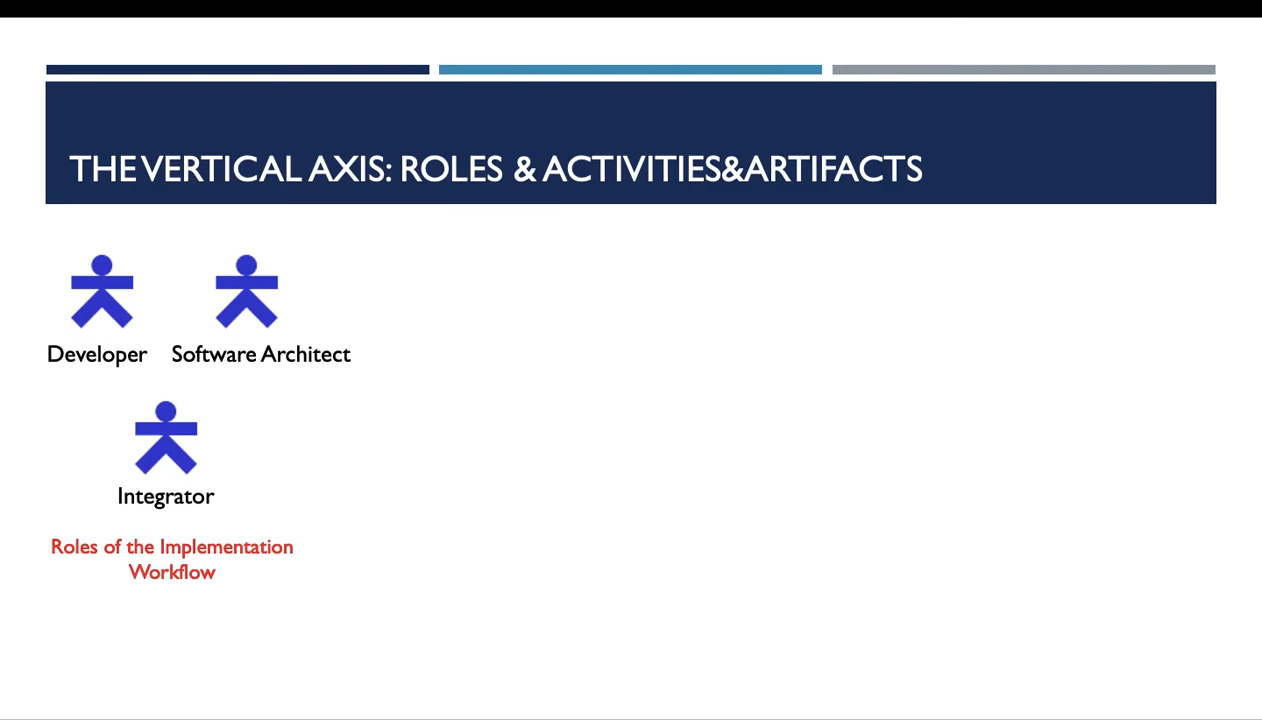 THE VERTICAL AXIS: ROLES & ACTIVITIES&ARTIFACTS
Developer
Software Architect
Integrator
Roles of the Implementation
Workflow